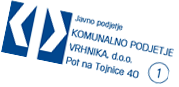 Javno podjetje
KOMUNALNO PODJETJE
VRHNIKA, d.o.o.
Pot na Tojnice 40
1